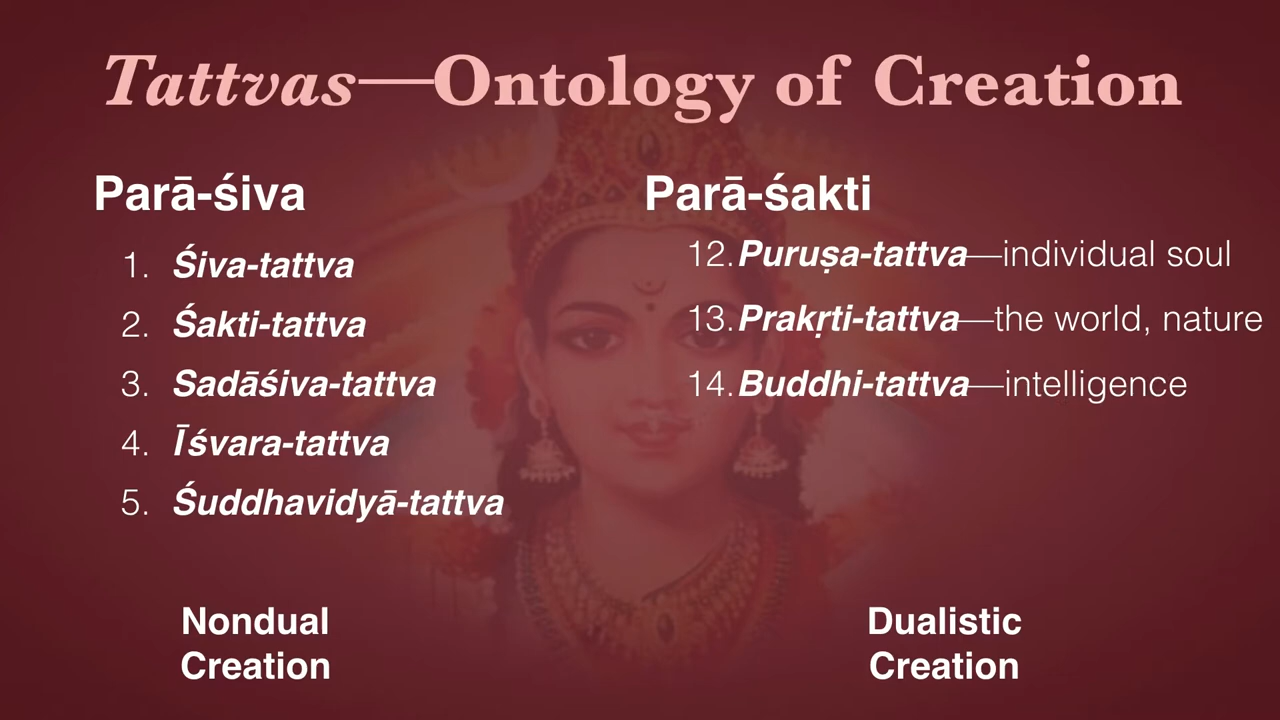 Tattvas—Ontology of Creation
Parā-śiva
1. Śiva-tattva
2. Śakti-tattva
3. Sadāśiva-tattva
4. Īśvara-tattva
5. Śuddhavidyā-tattva
Nondual
Creation
Parā-śakti
12. Puruṣa-tattva—individual soul
13. Prakṛti-tattva—the world, nature
14. Buddhi-tattva—intelligence
Dualistic
Creation